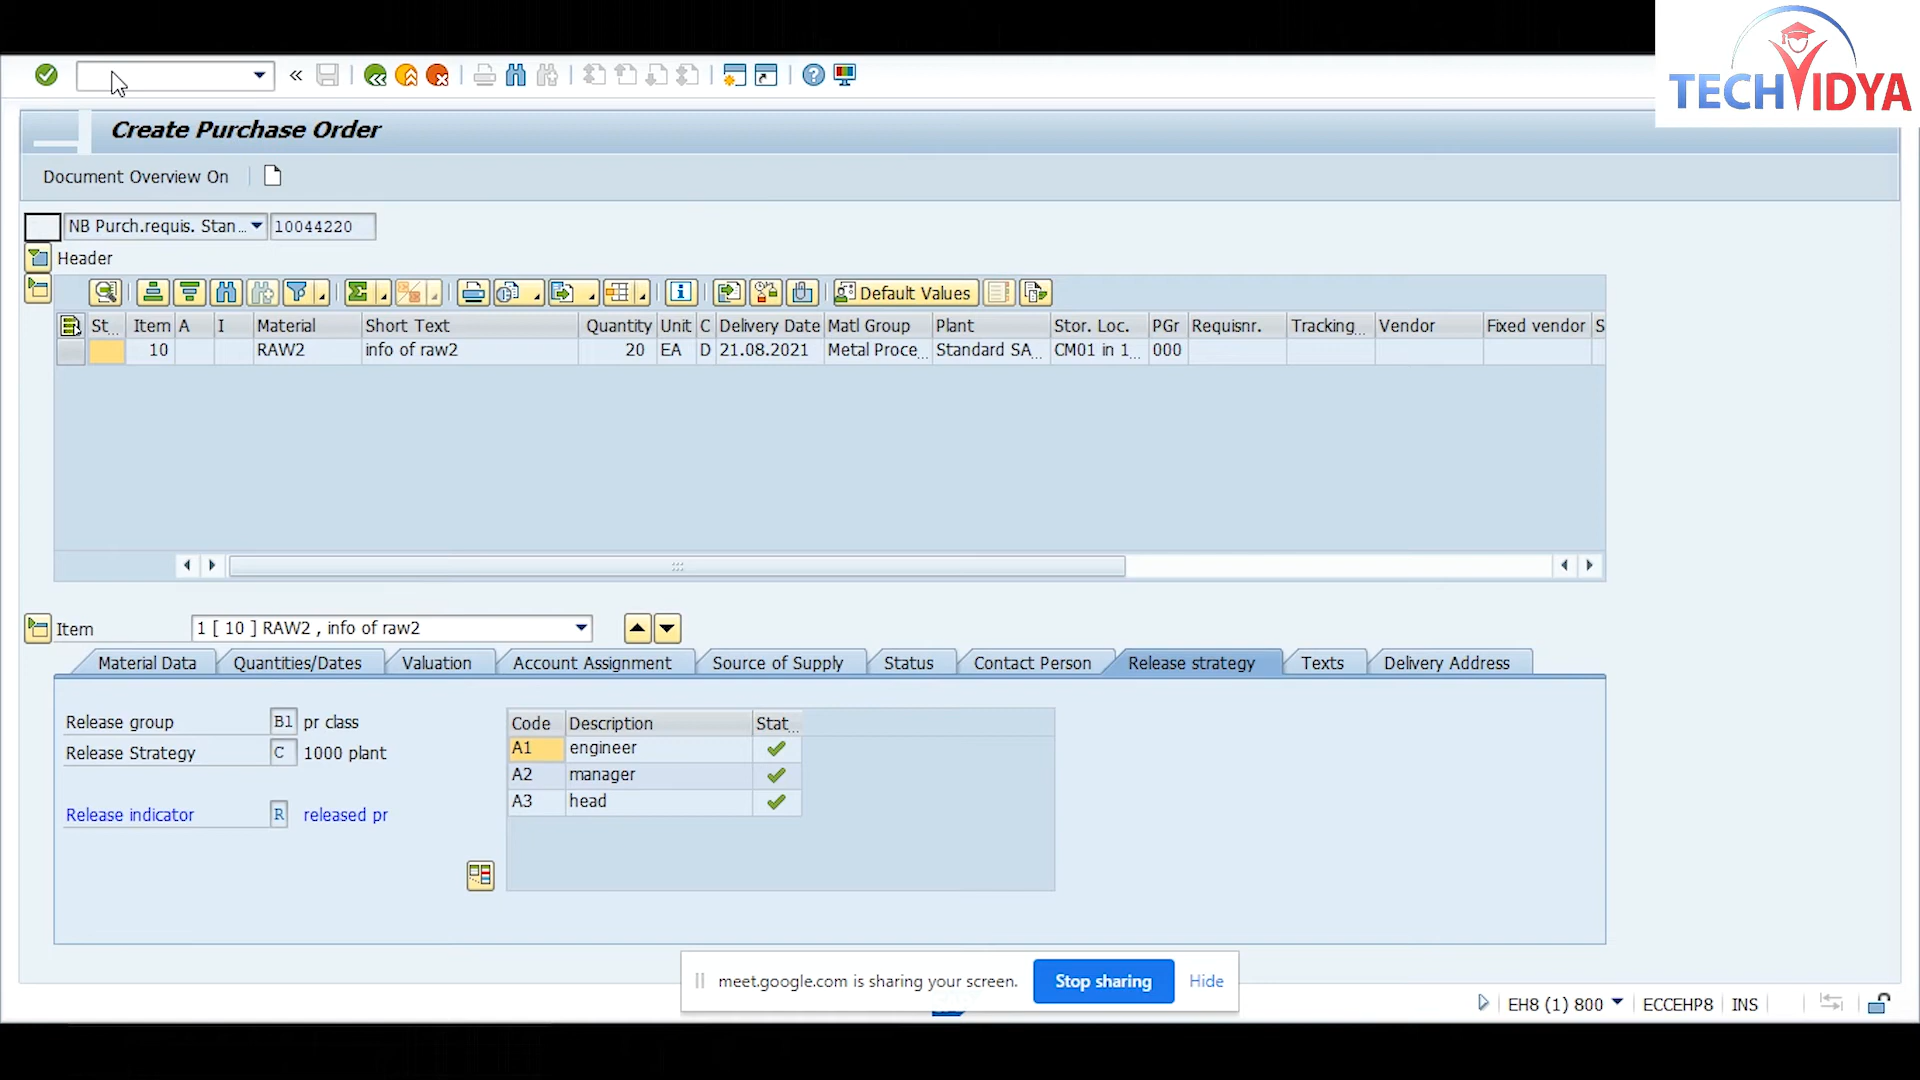 TECHVIDYA
Create Purchase Order
Document Overview On
NB Purch.requis. Stan... 10044220
Header
Default Values
St... Item A I Material Short Text Quantity Unit C Delivery Date Matl Group Plant Stor. Loc. PGr Requisnr. Tracking... Vendor Fixed vendor S
10 RAW2 info of raw2 20 EA D 21.08.2021 Metal Proce... Standard SA... CM01 in 1... 000
Item 1 [ 10 ] RAW2 , info of raw2
Material Data Quantities/Dates Valuation Account Assignment Source of Supply Status Contact Person Release strategy Texts Delivery Address
Release group B1 pr class
Release Strategy C 1000 plant
Release indicator R released pr
Code Description Stat...
A1 engineer
A2 manager
A3 head
meet.google.com is sharing your screen. Stop sharing Hide
EH8 (1) 800 ECCEHP8 INS